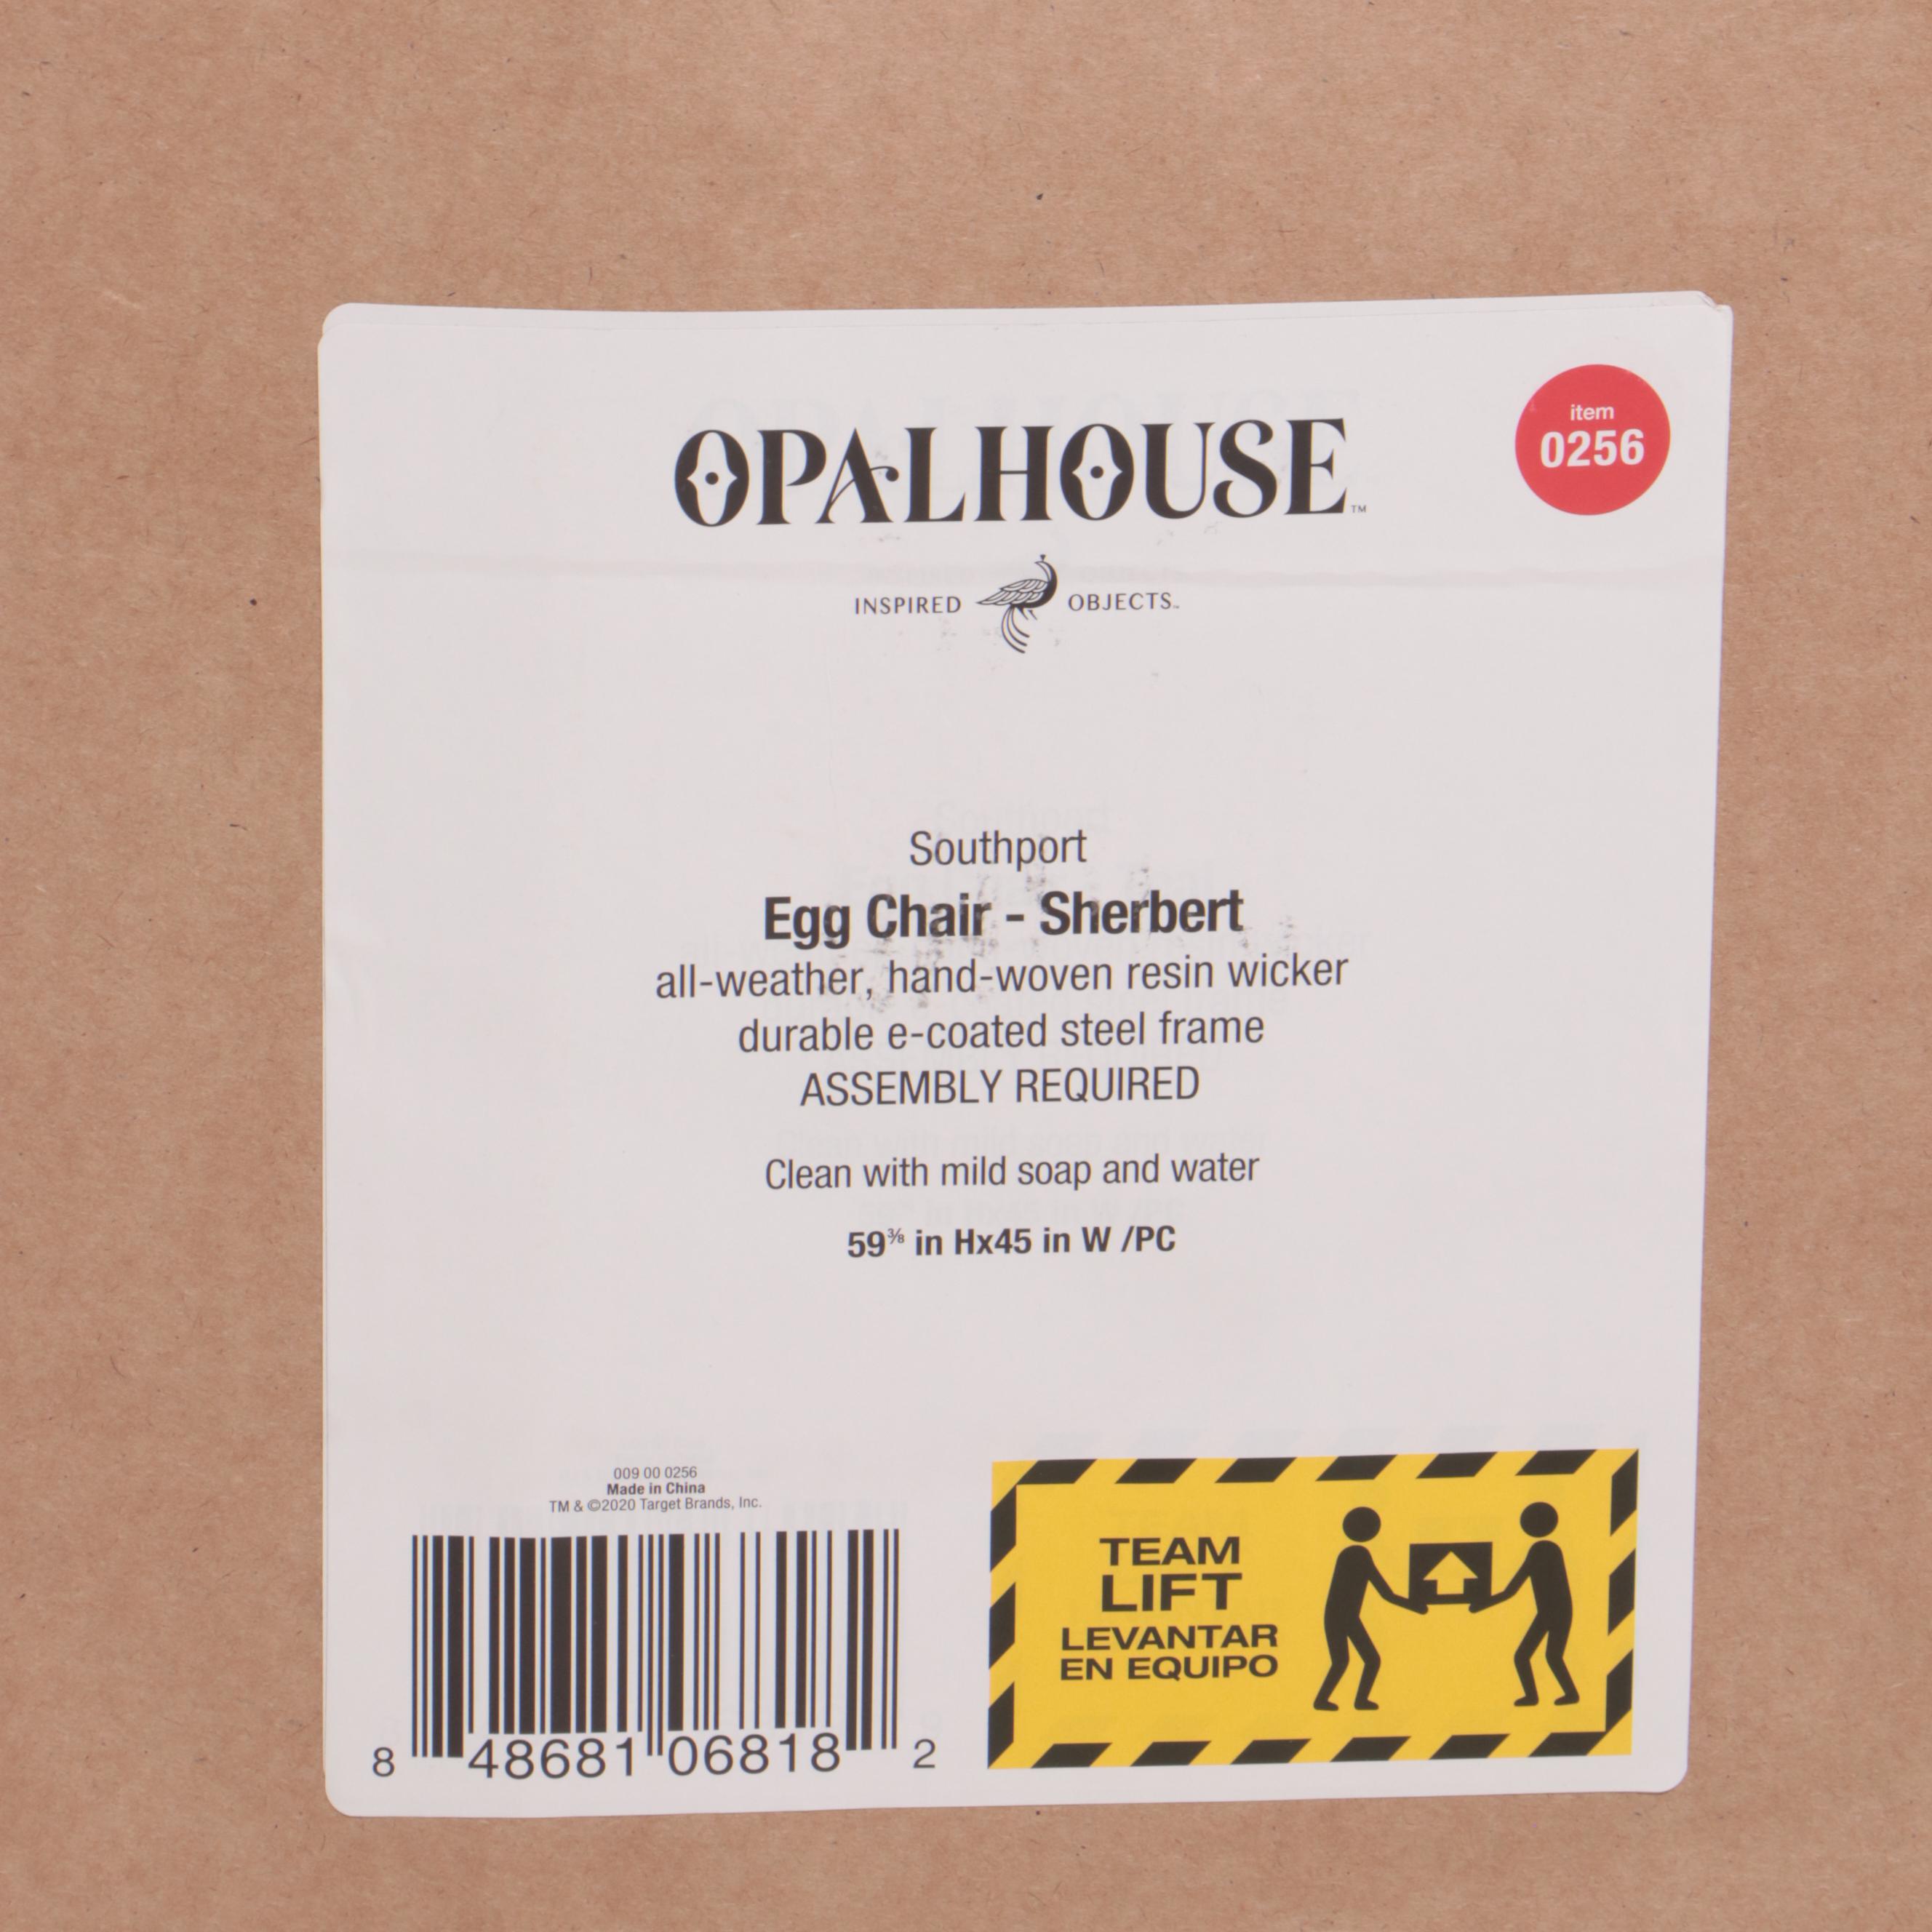 item
0256
OPALHOUSE™
INSPIRED OBJECTS™
Southport
Egg Chair - Sherbert
all-weather, hand-woven resin wicker
durable e-coated steel frame
ASSEMBLY REQUIRED
Clean with mild soap and water
59⅜ in Hx45 in W /PC
009 00 0256
Made in China
TM & ©2020 Target Brands, Inc.
8 48681 06818 2
TEAM
LIFT
LEVANTAR
EN EQUIPO